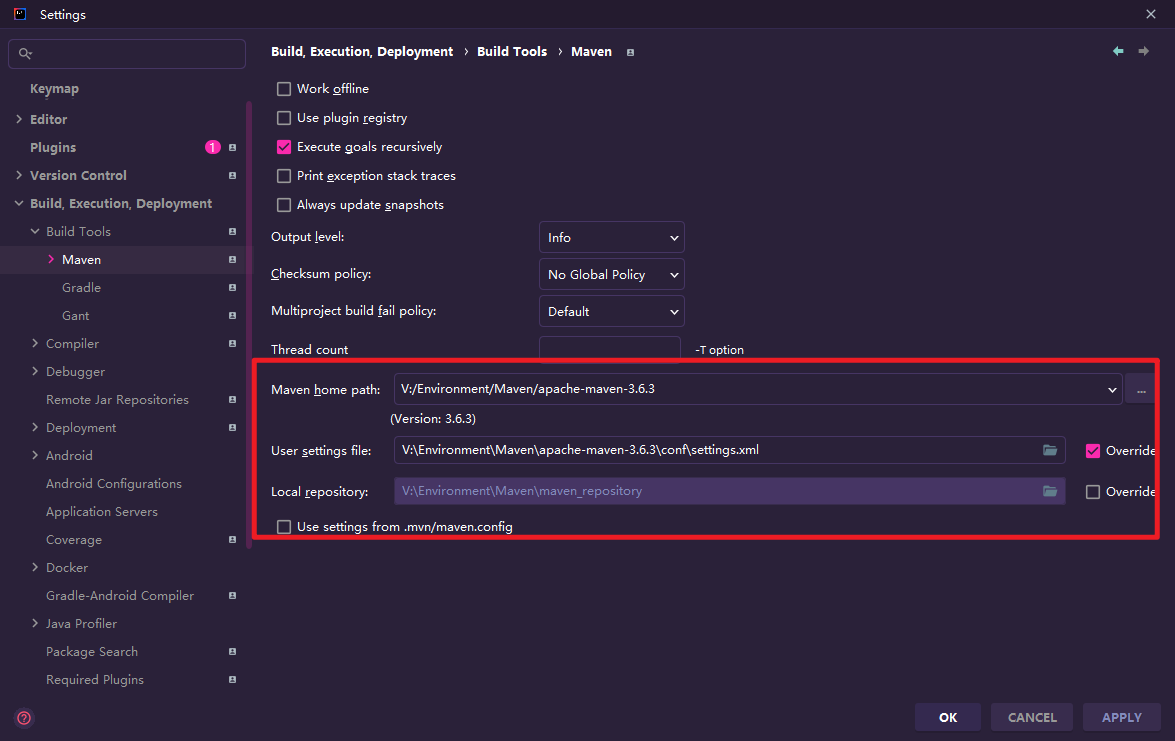 Settings
Build, Execution, Deployment › Build Tools › Maven
Keymap
Editor
Plugins 1
Version Control
Build, Execution, Deployment
Build Tools
Maven
Gradle
Gant
Compiler
Debugger
Remote Jar Repositories
Deployment
Android
Android Configurations
Application Servers
Coverage
Docker
Gradle-Android Compiler
Java Profiler
Package Search
Required Plugins
Work offline
Use plugin registry
Execute goals recursively
Print exception stack traces
Always update snapshots
Output level: Info
Checksum policy: No Global Policy
Multiproject build fail policy: Default
Thread count -T option
Maven home path: V:/Environment/Maven/apache-maven-3.6.3 ...
(Version: 3.6.3)
User settings file: V:\Environment\Maven\apache-maven-3.6.3\conf\settings.xml Override
Local repository: V:\Environment\Maven\maven_repository Override
Use settings from .mvn/maven.config
? OK CANCEL APPLY